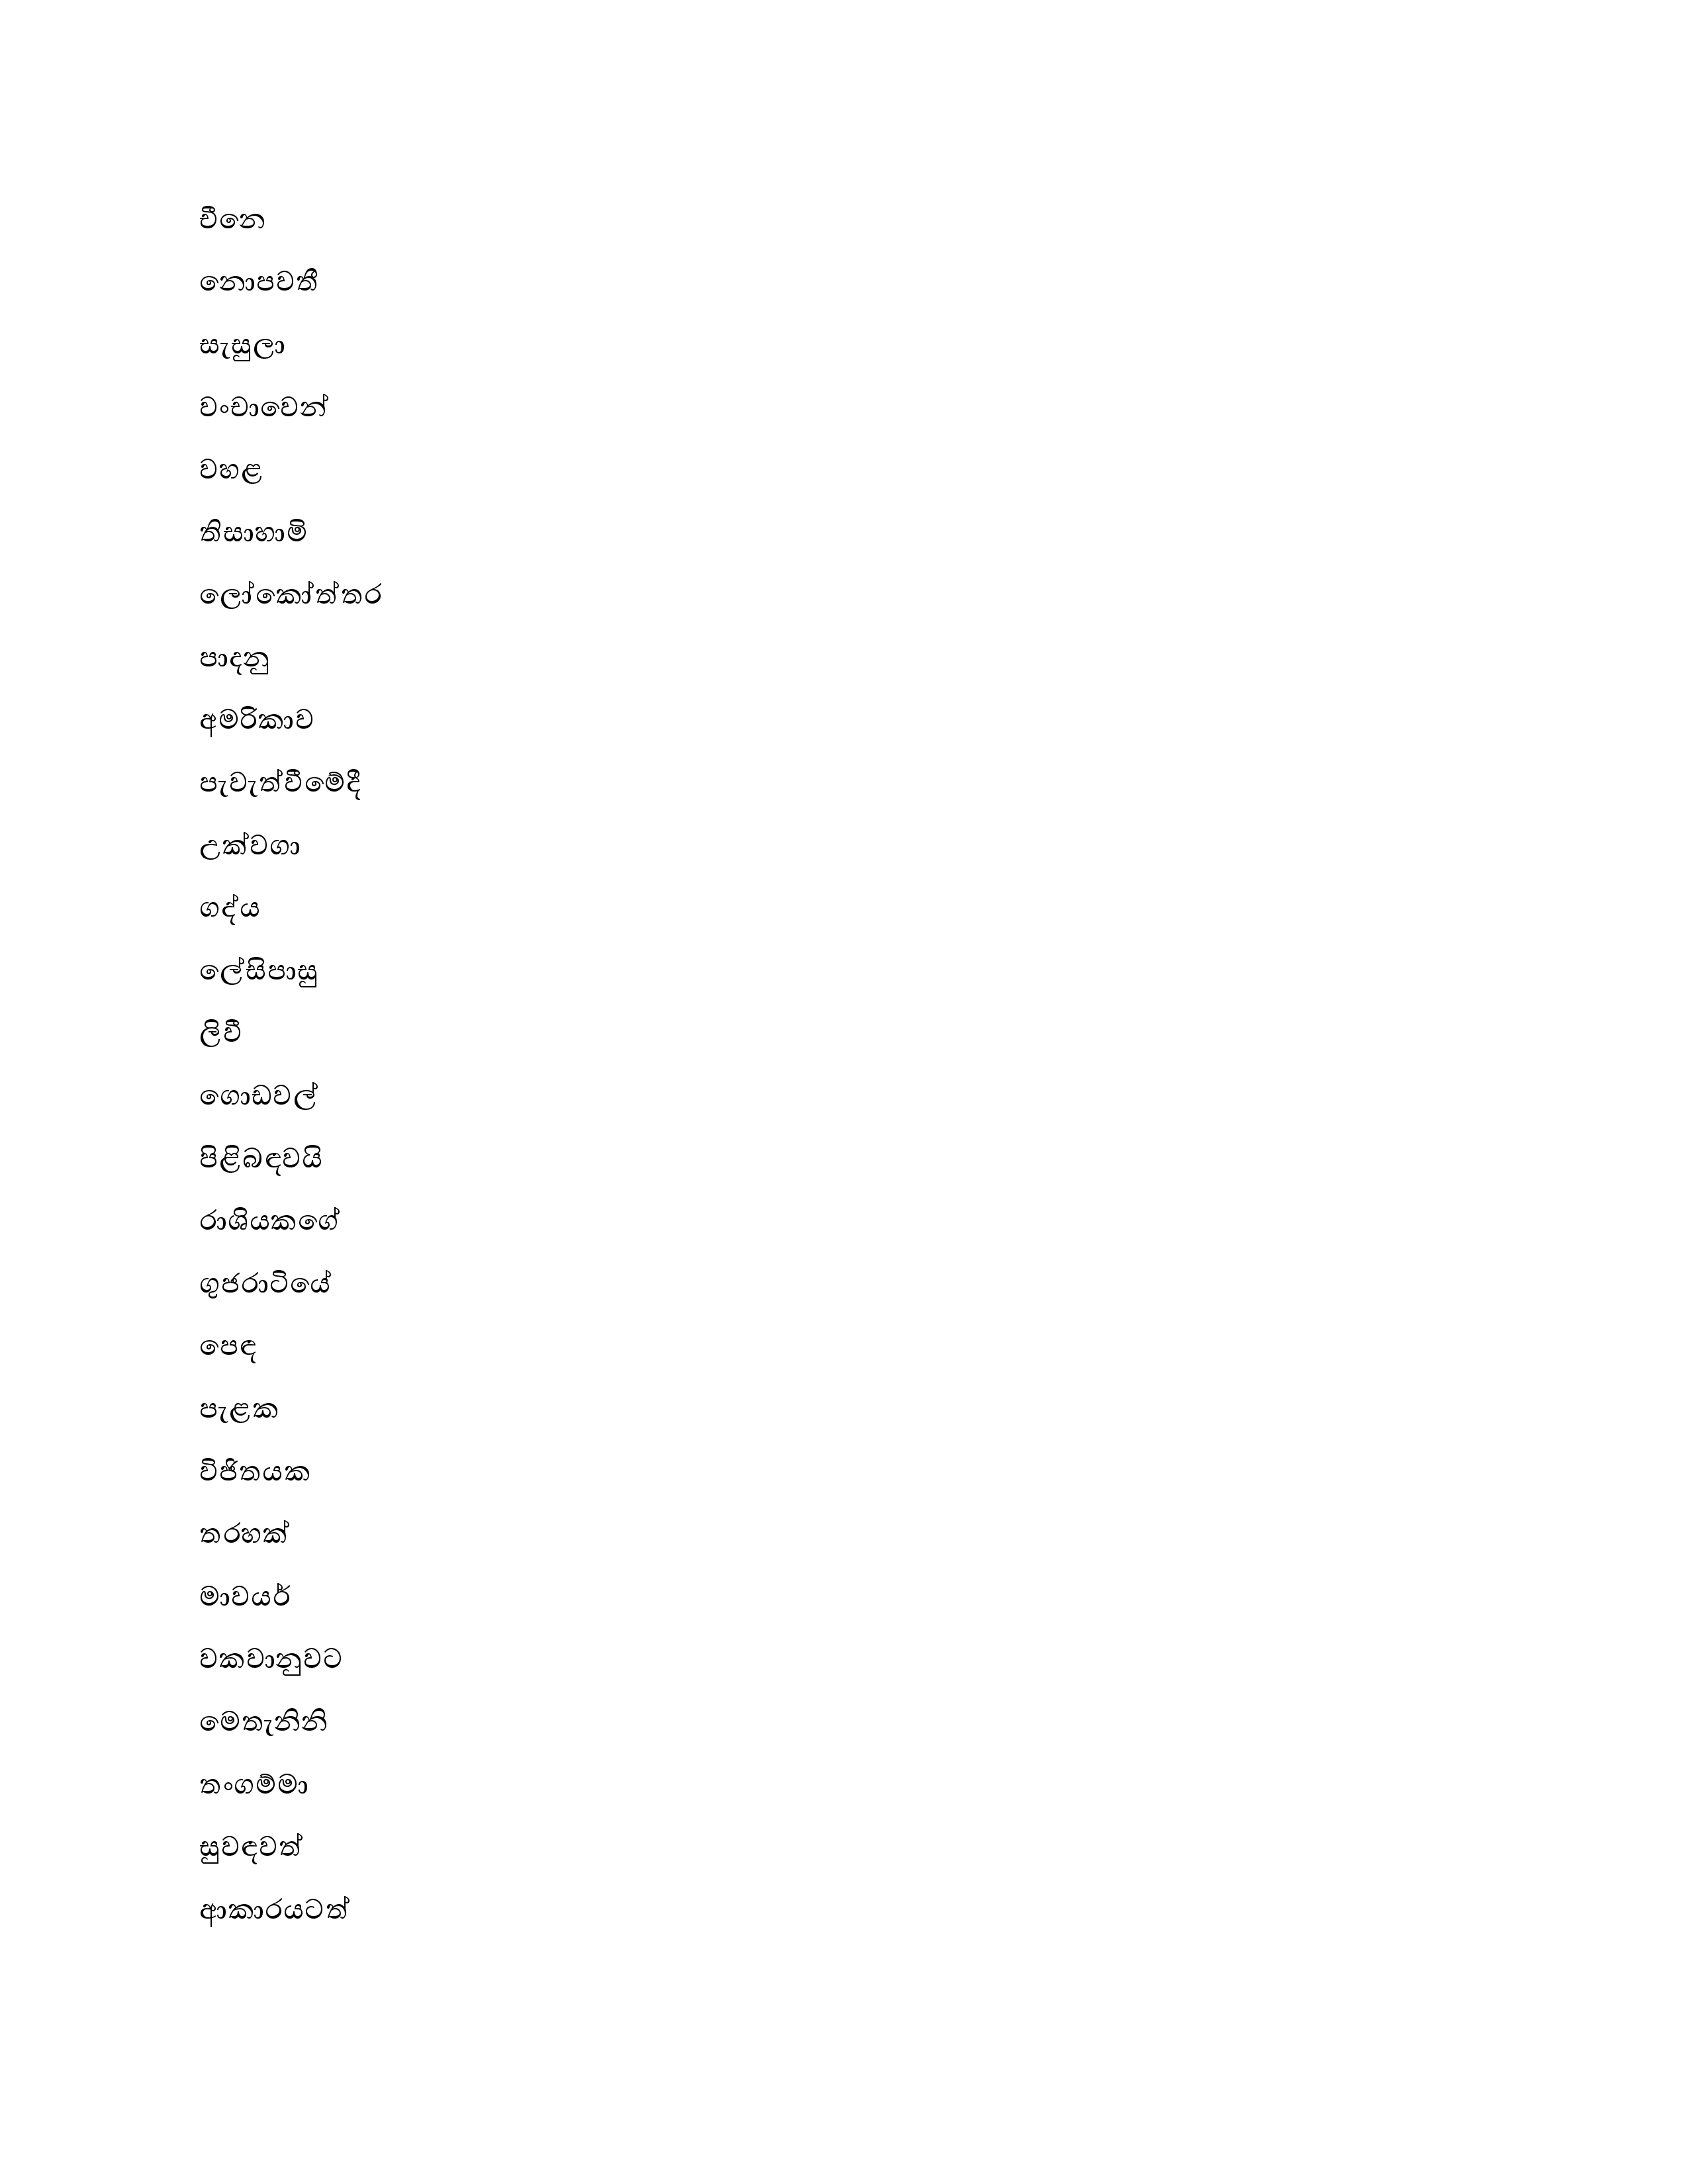 චීනෙ
නොපවතී
සැසුලා
වංචාවෙන්
වහළ
තිසාහාමි
ලෝකෝත්තර
පාදනු
අමරිකාව
පැවැත්වීමේදී
උක්වගා
ගද්ය
ලේසිපාසු
ලිවී
ගොඩවල්
පිළිබඳවයි
රාශියකගේ
ගුජරාටියේ
පෙඳ
පැළක
විජිතයක
තරහක්
මාවයර්
වකවානුවට
මෙතැනිනි
තංගම්මා
සුවඳවත්
ආකාරයටත්